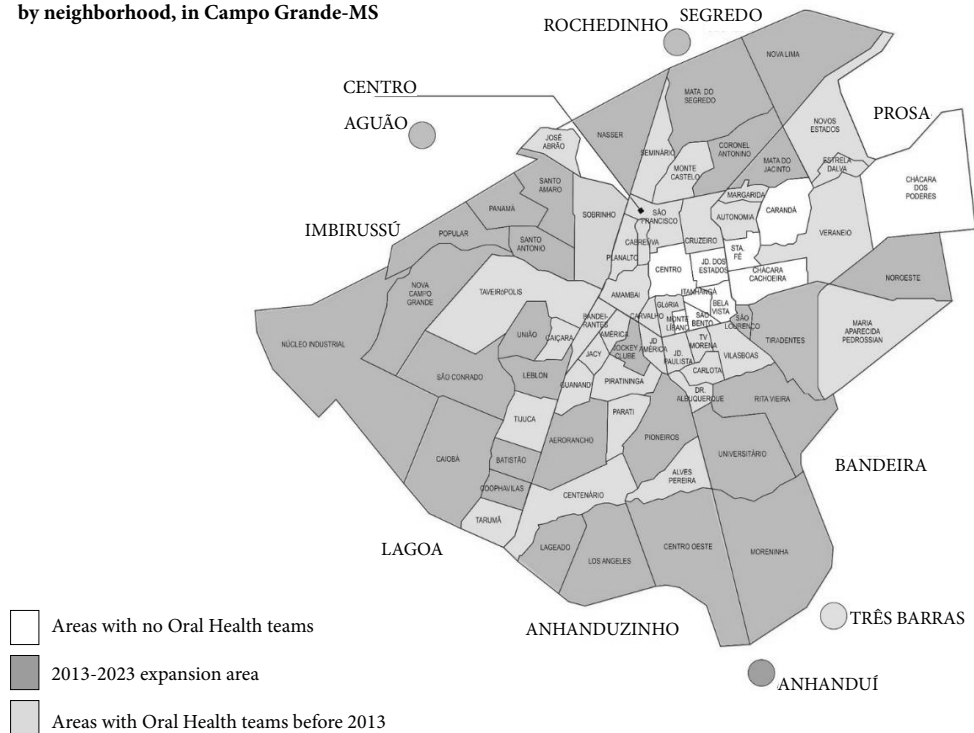 by neighborhood, in Campo Grande-MS
SEGREDO
ROCHEDINHO
NOVA LIMA
CENTRO
MATA DO
SEGREDO
PROSA
AGUÃO
NASSER
NOVOS
ESTADOS
JOSÉ
ABRÃO
SEMINÁRIO
CORONEL
ANTONINO
MATA DO
JACINTO
ESTRELA
DALVA
MONTE
CASTELO
CHÁCARA
DOS
PODERES
SANTO
AMARO
MARGARIDA
PANAMÁ
SOBRINHO
SÃO
FRANCISCO
AUTONOMIA
CARANDÁ
IMBIRUSSÚ
POPULAR
SANTO
ANTONIO
CABREÚVA
CRUZEIRO
VERANEIO
PLANALTO
STA.
FÉ
CENTRO
JD. DOS
ESTADOS
CHÁCARA
CACHOEIRA
NOROESTE
NOVA
CAMPO
GRANDE
TAVEIRÓPOLIS
AMAMBAI
ITANHANGÁ
BELA
VISTA
GLÓRIA
CARVALHO
MONTE
LÍBANO
SÃO
BENTO
SÃO
LOURENÇO
BANDEI-
RANTES
AMÉRICA
UNIÃO
CAIÇARA
JOCKEY
CLUBE
JD
AMÉRICA
TV
MORENA
TIRADENTES
MARIA
APARECIDA
PEDROSSIAN
NÚCLEO INDUSTRIAL
JACY
JD.
PAULISTA
VILASBOAS
CARLOTA
SÃO CONRADO
LEBLON
GUANANDI
PIRATININGA
DR.
ALBUQUERQUE
RITA VIEIRA
TIJUCA
PARATI
AERORANCHO
PIONEIROS
UNIVERSITÁRIO
CAIOBÁ
BATISTÃO
BANDEIRA
ALVES
PEREIRA
COOPHAVILAS
CENTENÁRIO
TARUMÃ
LAGOA
LAGEADO
LOS ANGELES
CENTRO OESTE
MORENINHA
Areas with no Oral Health teams
ANHANDUZINHO
TRÊS BARRAS
2013-2023 expansion area
ANHANDUÍ
Areas with Oral Health teams before 2013